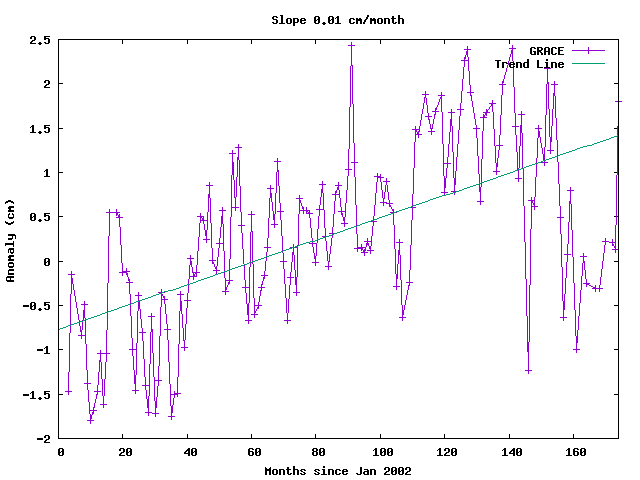 Slope 0.01 cm/month
GRACE
Trend Line
2.5
2
1.5
1
0.5
0
-0.5
-1
-1.5
-2
Anomaly (cm)
0 20 40 60 80 100 120 140 160
Months since Jan 2002